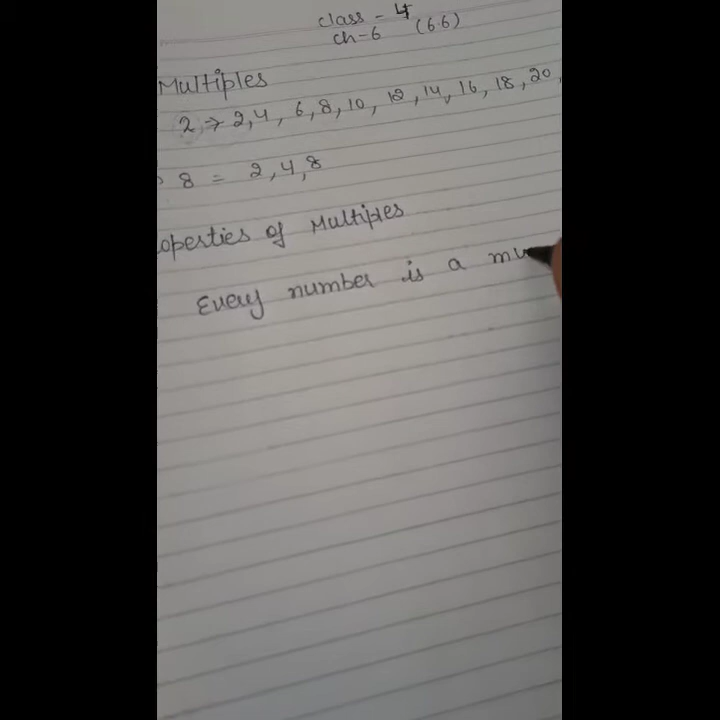 class - 4
ch-6 (6.6)
Multiples
2 → 2,4, 6,8,10, 12,14, 16,18,20,
8 = 2,4,8
operties of Multiples
Every number is a mu